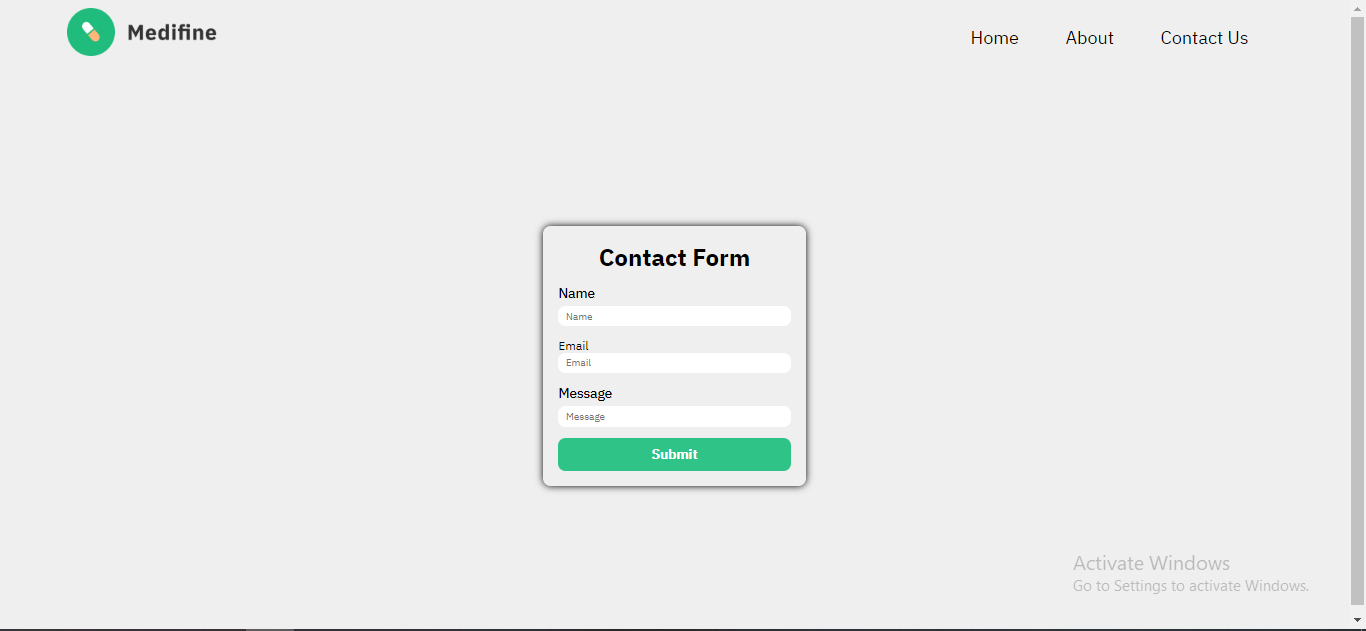 Medifine
Home About Contact Us
Contact Form
Name
Name
Email
Email
Message
Message
Submit
Activate Windows
Go to Settings to activate Windows.